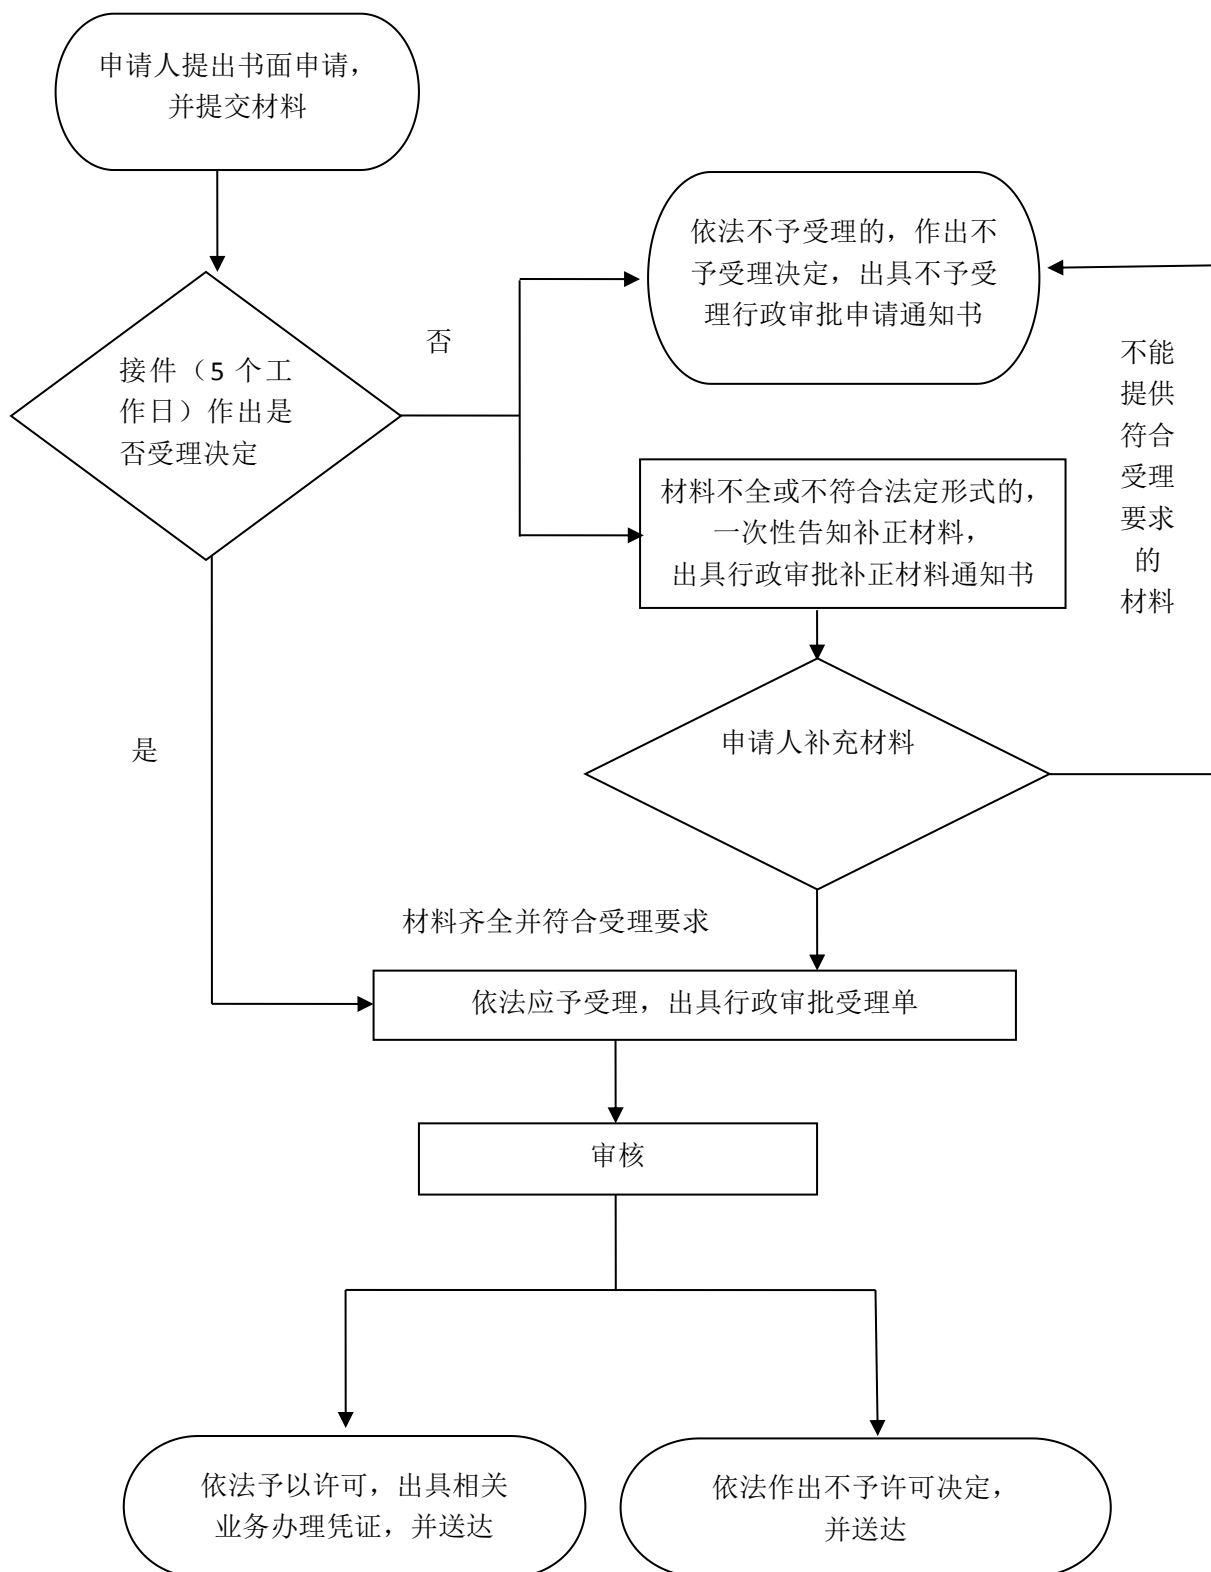 申请人提出书面申请，
并提交材料
依法不予受理的，作出不
予受理决定，出具不予受
理行政审批申请通知书
否
接件（5 个工
作日）作出是
否受理决定
不能
提供
符合
受理
要求
的
材料
材料不全或不符合法定形式的，
一次性告知补正材料，
出具行政审批补正材料通知书
是
申请人补充材料
材料齐全并符合受理要求
依法应予受理，出具行政审批受理单
审核
依法予以许可，出具相关
业务办理凭证，并送达
依法作出不予许可决定，
并送达